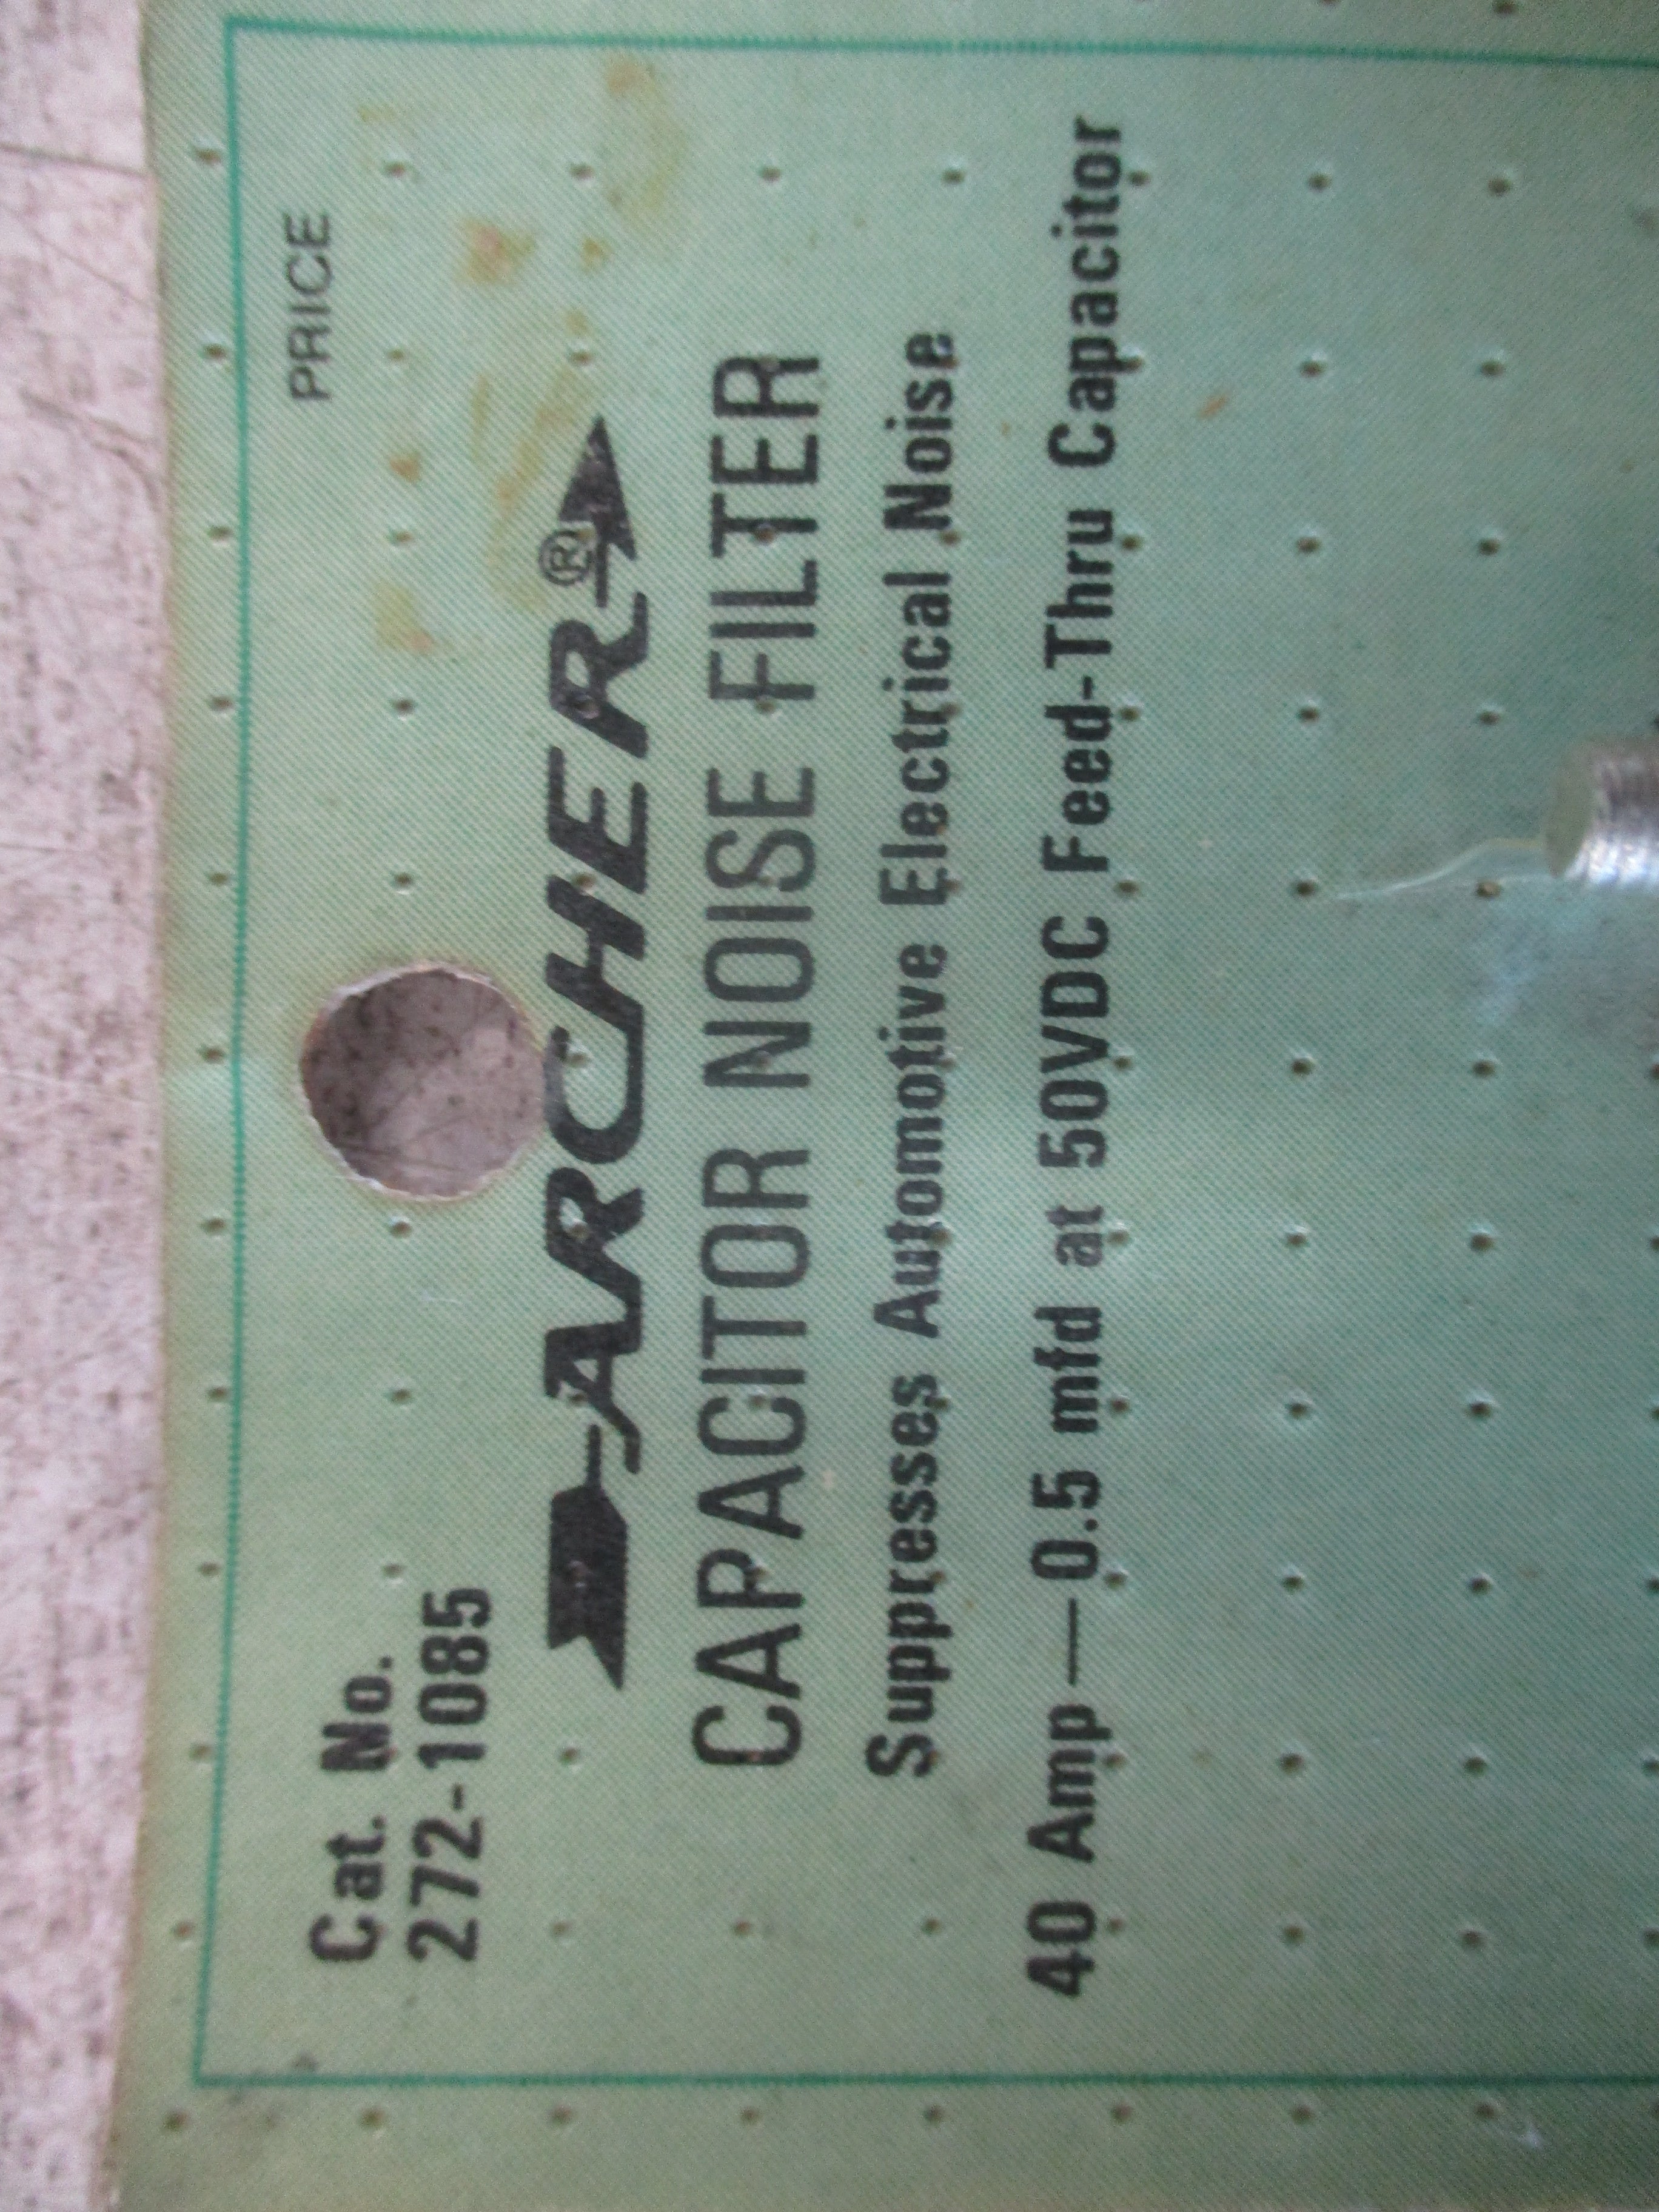 PRICE
Cat. No.
272-1085
ARCHER®
CAPACITOR NOISE FILTER
Suppresses Automotive Electrical Noise
40 Amp—0.5 mfd at 50VDC Feed-Thru Capacitor